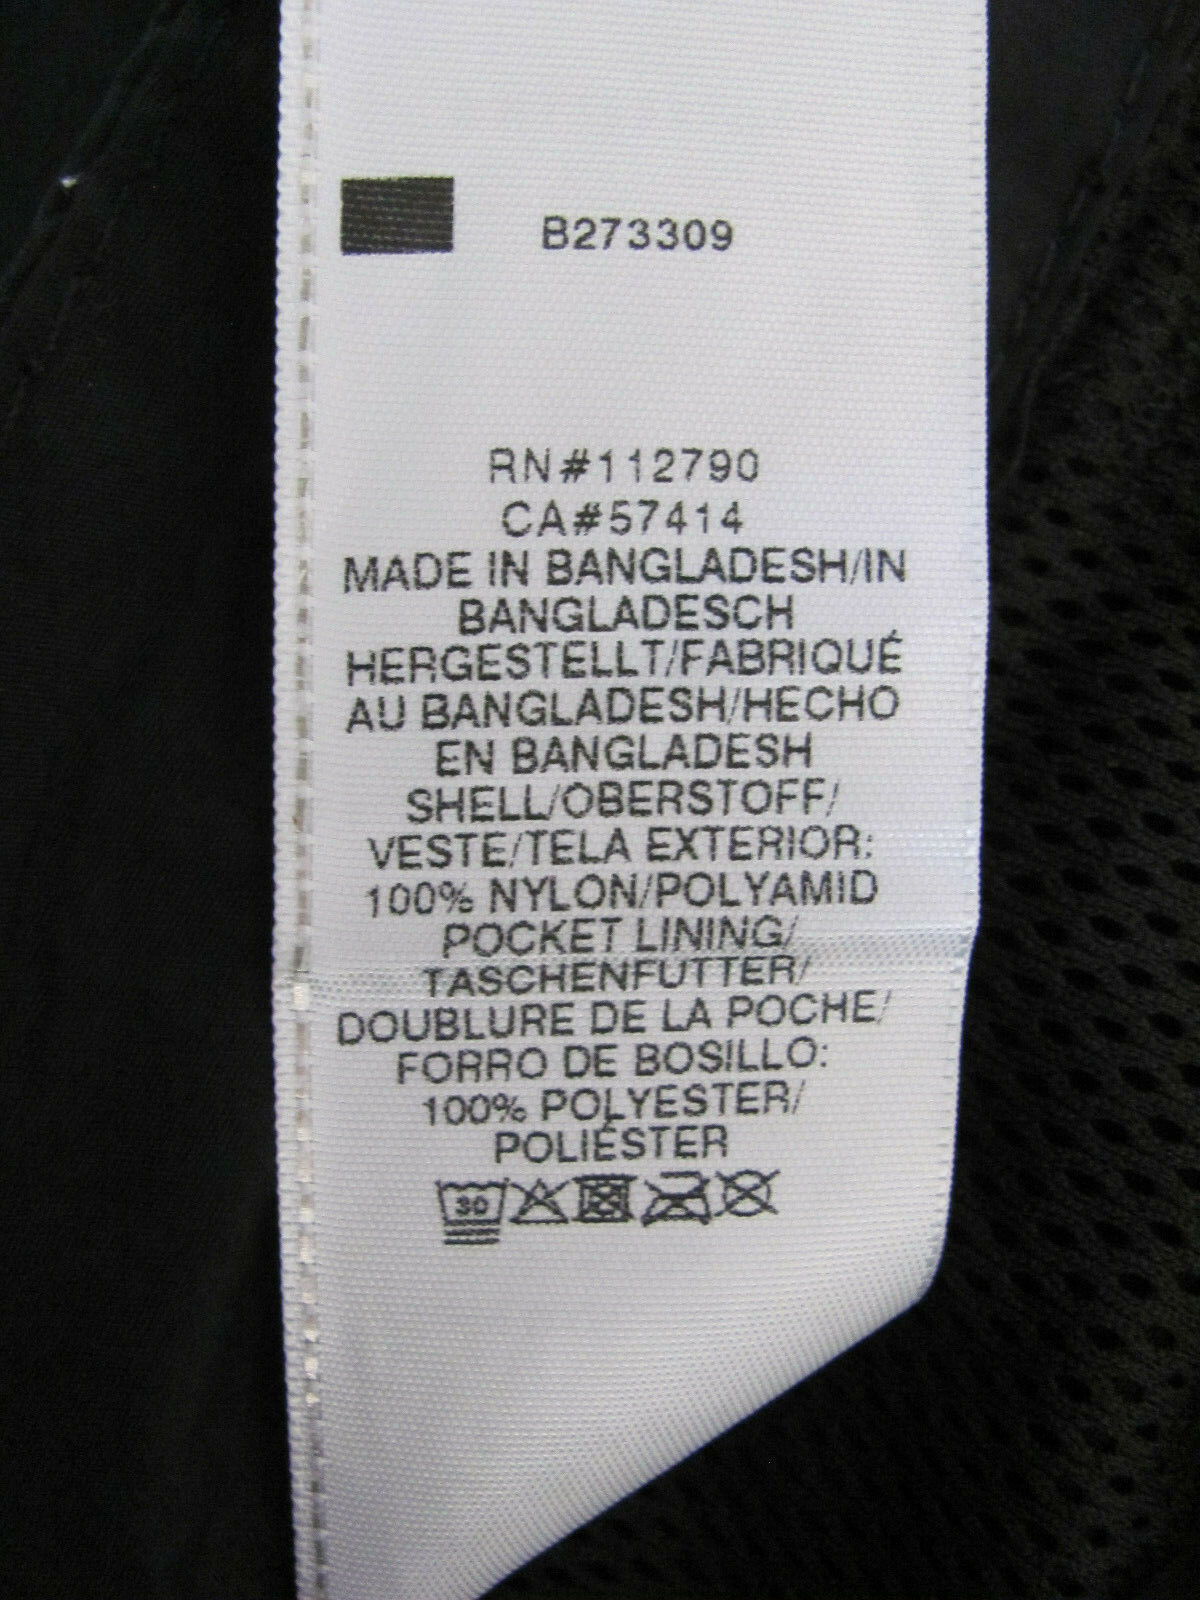 B273309
RN#112790
CA#57414
MADE IN BANGLADESH/IN
BANGLADESCH
HERGESTELLT/FABRIQUÉ
AU BANGLADESH/HECHO
EN BANGLADESH
SHELL/OBERSTOFF/
VESTE/TELA EXTERIOR:
100% NYLON/POLYAMID
POCKET LINING/
TASCHENFUTTER/
DOUBLURE DE LA POCHE/
FORRO DE BOSILLO:
100% POLYESTER/
POLIÉSTER
30